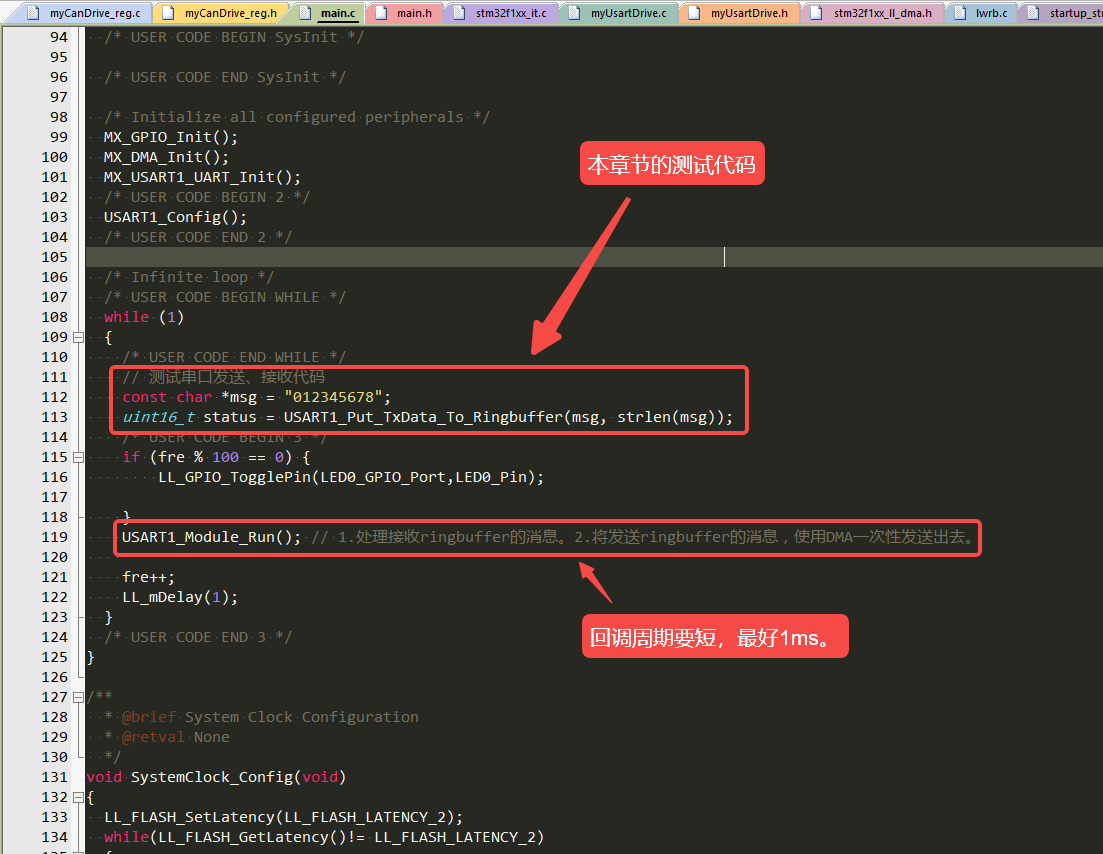 myCanDrive_reg.c myCanDrive_reg.h main.c main.h stm32f1xx_it.c myUsartDrive.c myUsartDrive.h stm32f1xx_ll_dma.h lwrb.c startup_st
94 /* USER CODE BEGIN SysInit */
95
96 /* USER CODE END SysInit */
97
98 /* Initialize all configured peripherals */
99 MX_GPIO_Init();
100 MX_DMA_Init();
101 MX_USART1_UART_Init();
102 /* USER CODE BEGIN 2 */
103 USART1_Config();
104 /* USER CODE END 2 */
105
106 /* Infinite loop */
107 /* USER CODE BEGIN WHILE */
108 while (1)
109 {
110 /* USER CODE END WHILE */
111 // 测试串口发送、接收代码
112 const char *msg = "012345678";
113 uint16_t status = USART1_Put_TxData_To_Ringbuffer(msg, strlen(msg));
114 /* USER CODE BEGIN 3 */
115 if (fre % 100 == 0) {
116 LL_GPIO_TogglePin(LED0_GPIO_Port,LED0_Pin);
117
118 }
119 USART1_Module_Run(); // 1.处理接收ringbuffer的消息。2.将发送ringbuffer的消息，使用DMA一次性发送出去。
120
121 fre++;
122 LL_mDelay(1);
123 }
124 /* USER CODE END 3 */
125 }
126
127 /**
128 * @brief System Clock Configuration
129 * @retval None
130 */
131 void SystemClock_Config(void)
132 {
133 LL_FLASH_SetLatency(LL_FLASH_LATENCY_2);
134 while(LL_FLASH_GetLatency()!= LL_FLASH_LATENCY_2)
本章节的测试代码
回调周期要短，最好1ms。